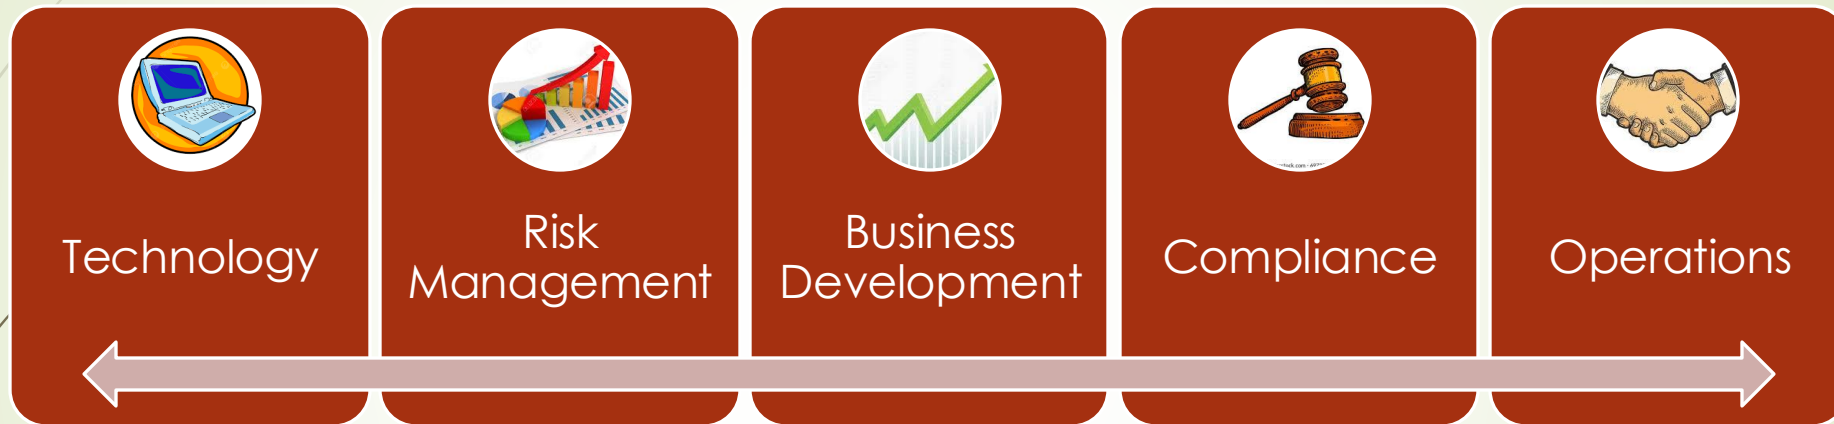 Technology
Risk
Management
Business
Development
Compliance
Operations